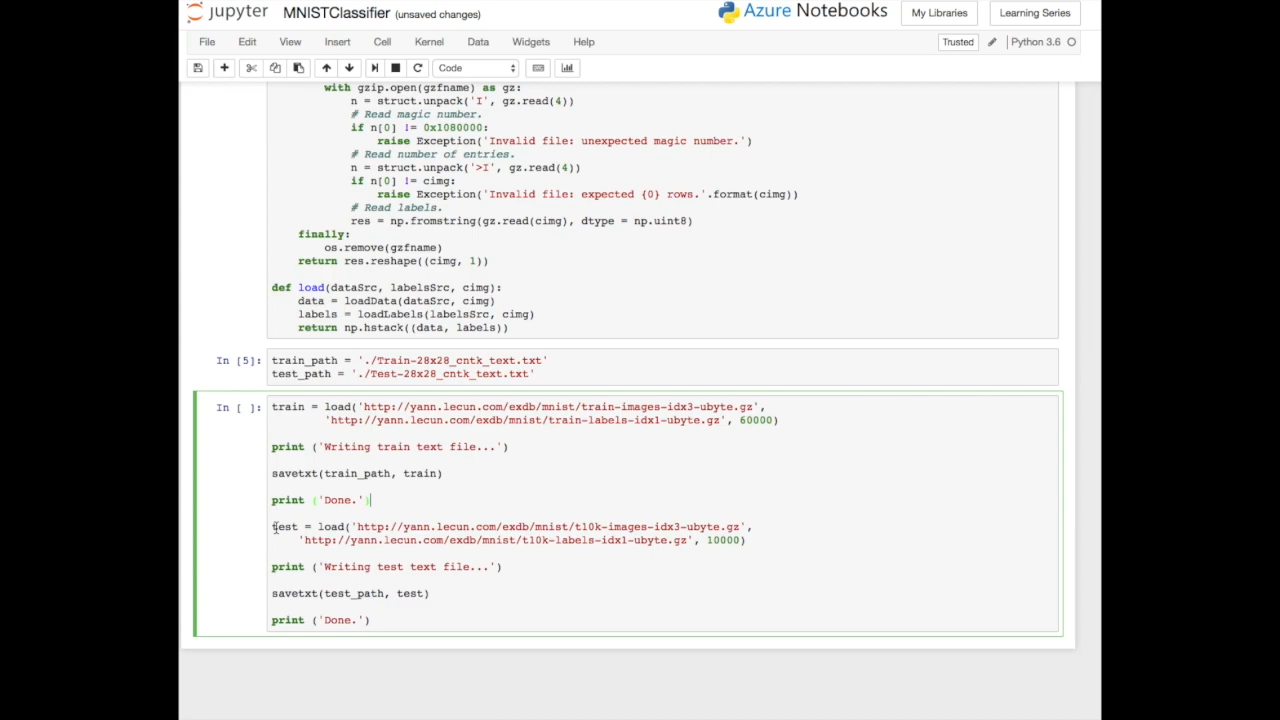 jupyter MNISTClassifier (unsaved changes) Azure Notebooks My Libraries Learning Series
File Edit View Insert Cell Kernel Data Widgets Help Trusted Python 3.6
Code
with gzip.open(gzfname) as gz:
n = struct.unpack('I', gz.read(4))
# Read magic number.
if n[0] != 0x1080000:
raise Exception('Invalid file: unexpected magic number.')
# Read number of entries.
n = struct.unpack('>I', gz.read(4))
if n[0] != cimg:
raise Exception('Invalid file: expected {0} rows.'.format(cimg))
# Read labels.
res = np.fromstring(gz.read(cimg), dtype = np.uint8)
finally:
os.remove(gzfname)
return res.reshape((cimg, 1))
def load(dataSrc, labelsSrc, cimg):
data = loadData(dataSrc, cimg)
labels = loadLabels(labelsSrc, cimg)
return np.hstack((data, labels))
In [5]: train_path = './Train-28x28_cntk_text.txt'
test_path = './Test-28x28_cntk_text.txt'
In [ ]: train = load('http://yann.lecun.com/exdb/mnist/train-images-idx3-ubyte.gz',
'http://yann.lecun.com/exdb/mnist/train-labels-idx1-ubyte.gz', 60000)
print ('Writing train text file...')
savetxt(train_path, train)
print ('Done.')
test = load('http://yann.lecun.com/exdb/mnist/t10k-images-idx3-ubyte.gz',
'http://yann.lecun.com/exdb/mnist/t10k-labels-idx1-ubyte.gz', 10000)
print ('Writing test text file...')
savetxt(test_path, test)
print ('Done.')